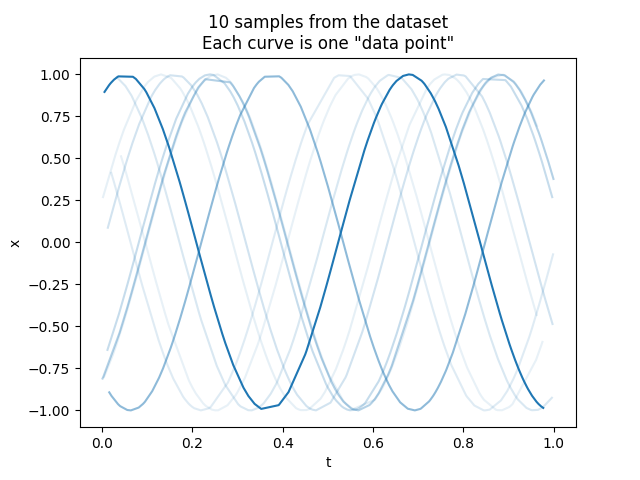 10 samples from the dataset
Each curve is one "data point"
1.00
0.75
0.50
0.25
0.00
−0.25
−0.50
−0.75
−1.00
x
0.0 0.2 0.4 0.6 0.8 1.0
t